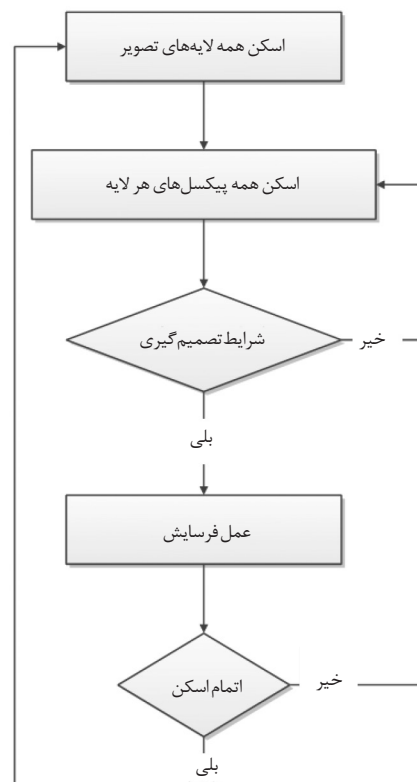 اسکن همه لایه‌های تصویر
اسکن همه پیکسل‌های هر لایه
شرایط تصمیم‌گیری
خیر
بلی
عمل فرسایش
اتمام اسکن
خیر
بلی